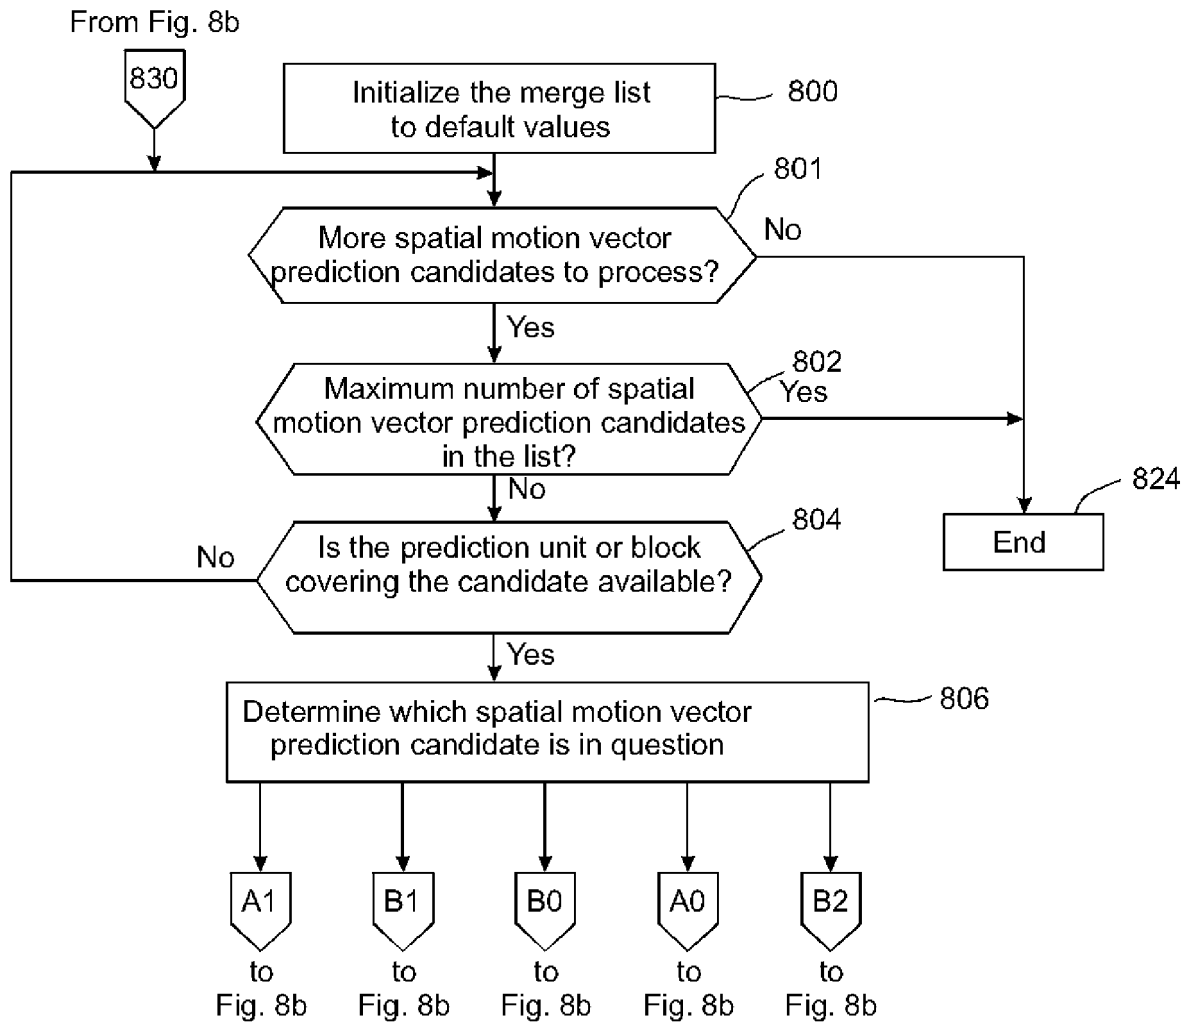 From Fig. 8b
830
Initialize the merge list
to default values
800
801
More spatial motion vector
prediction candidates to process?
No
Yes
802
Maximum number of spatial
motion vector prediction candidates
in the list?
Yes
No
824
End
804
Is the prediction unit or block
covering the candidate available?
No
Yes
806
Determine which spatial motion vector
prediction candidate is in question
A1
B1
B0
A0
B2
to
Fig. 8b
to
Fig. 8b
to
Fig. 8b
to
Fig. 8b
to
Fig. 8b